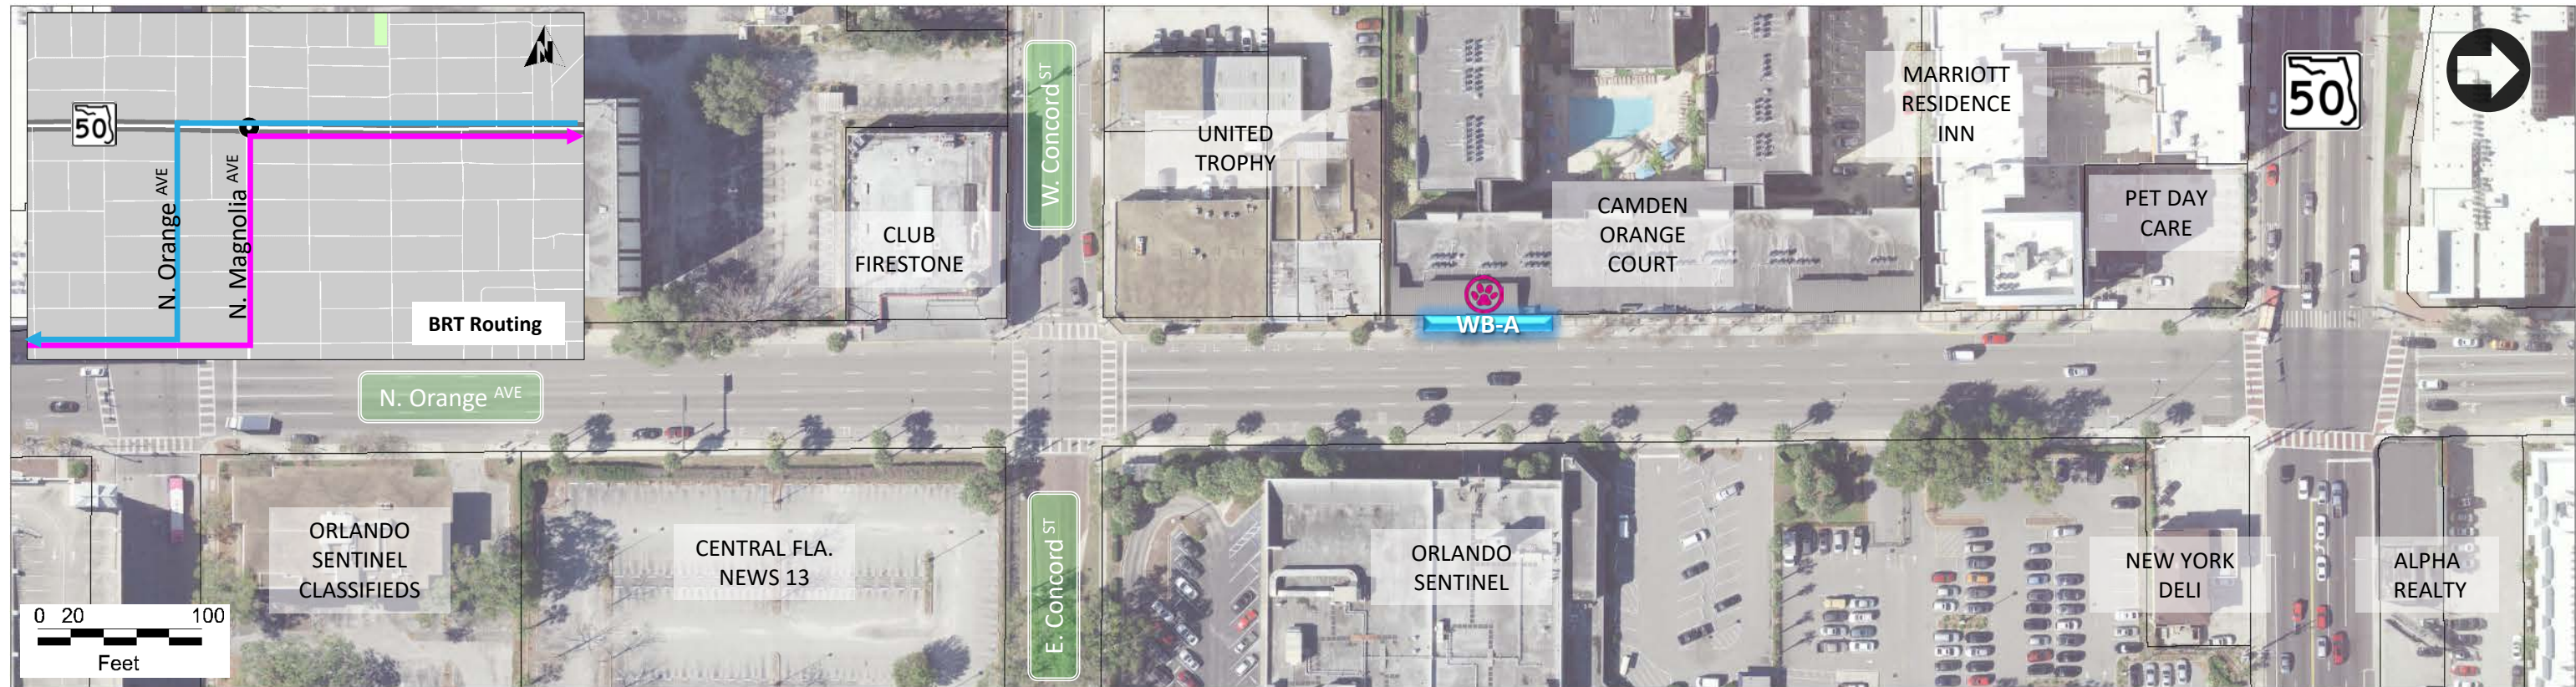 N
50
N. Orange AVE
N. Magnolia AVE
BRT Routing
W. Concord ST
UNITED
TROPHY
CLUB
FIRESTONE
MARRIOTT
RESIDENCE
INN
50
PET DAY
CARE
CAMDEN
ORANGE
COURT
WB-A
N. Orange AVE
ORLANDO
SENTINEL
CLASSIFIEDS
CENTRAL FLA.
NEWS 13
E. Concord ST
ORLANDO
SENTINEL
NEW YORK
DELI
ALPHA
REALTY
0 20 100
Feet